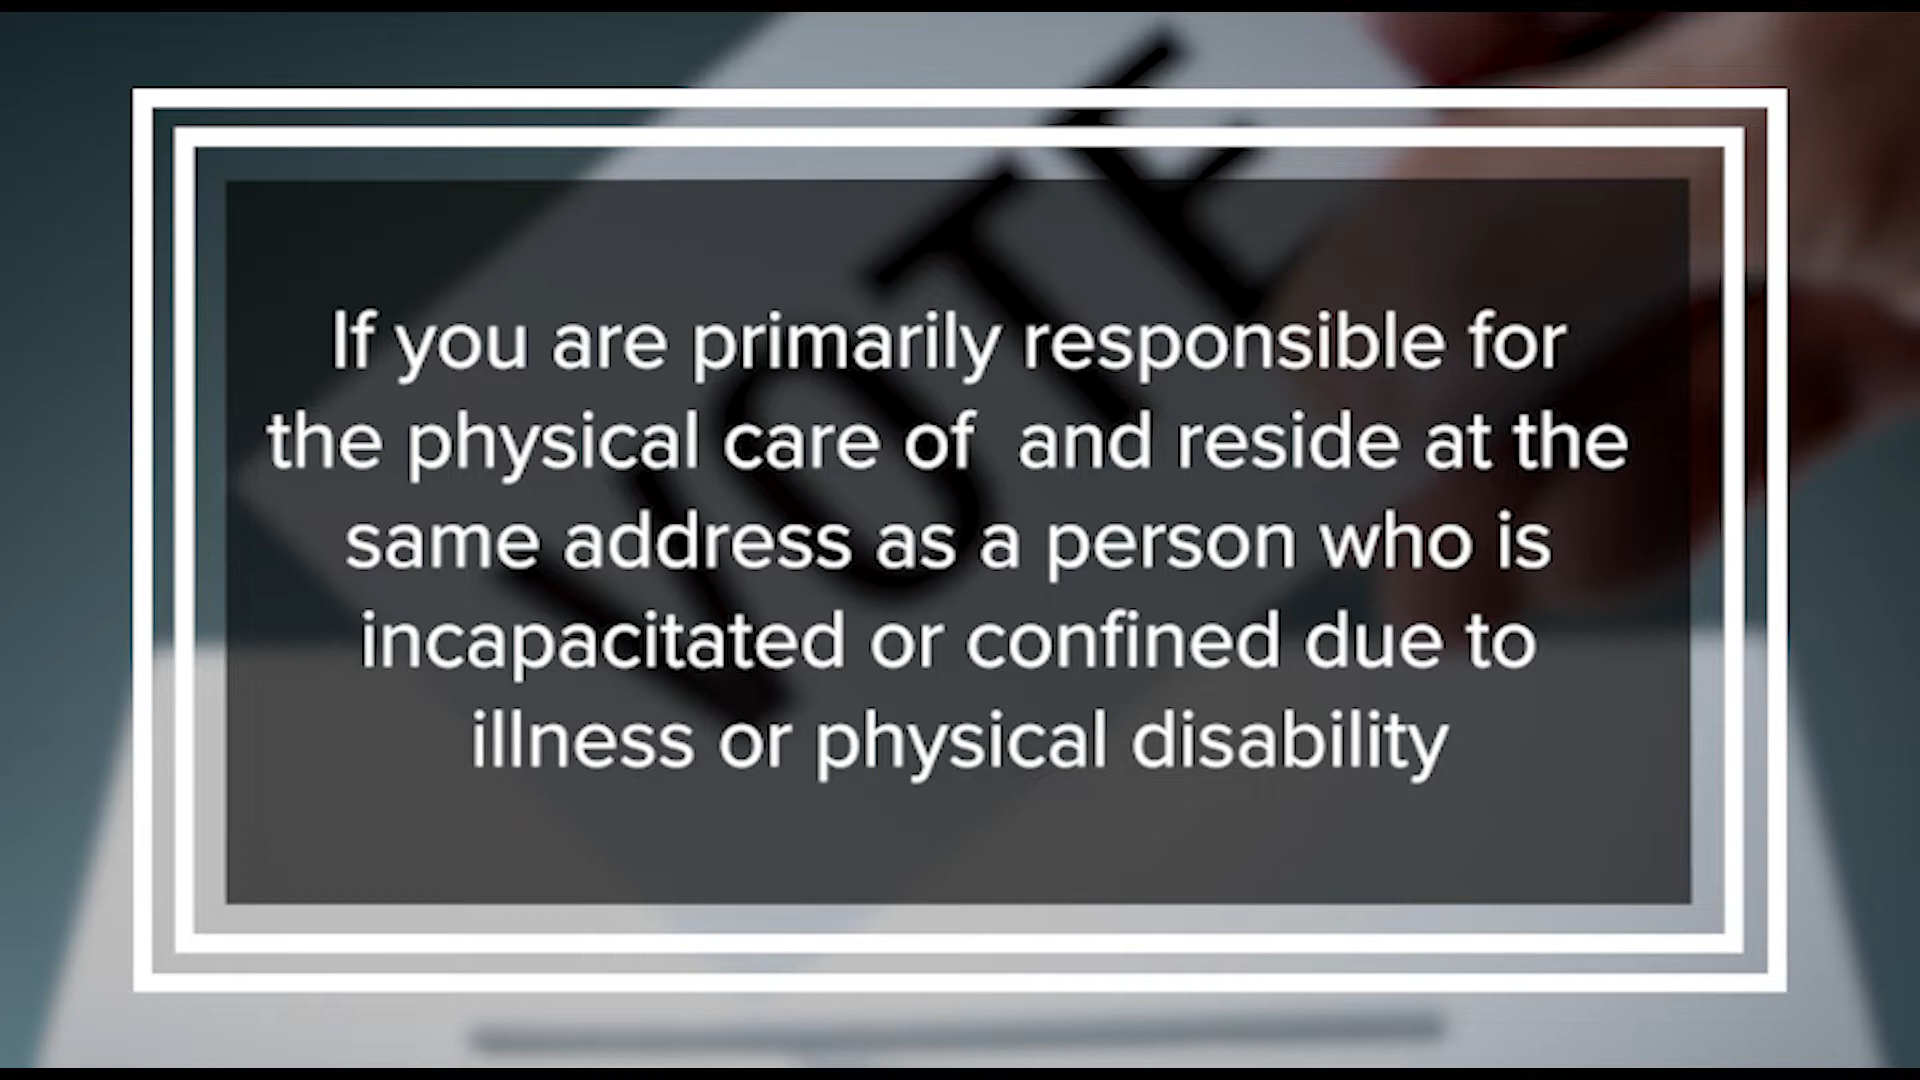 VOTE
If you are primarily responsible for
the physical care of  and reside at the
same address as a person who is
incapacitated or confined due to
illness or physical disability